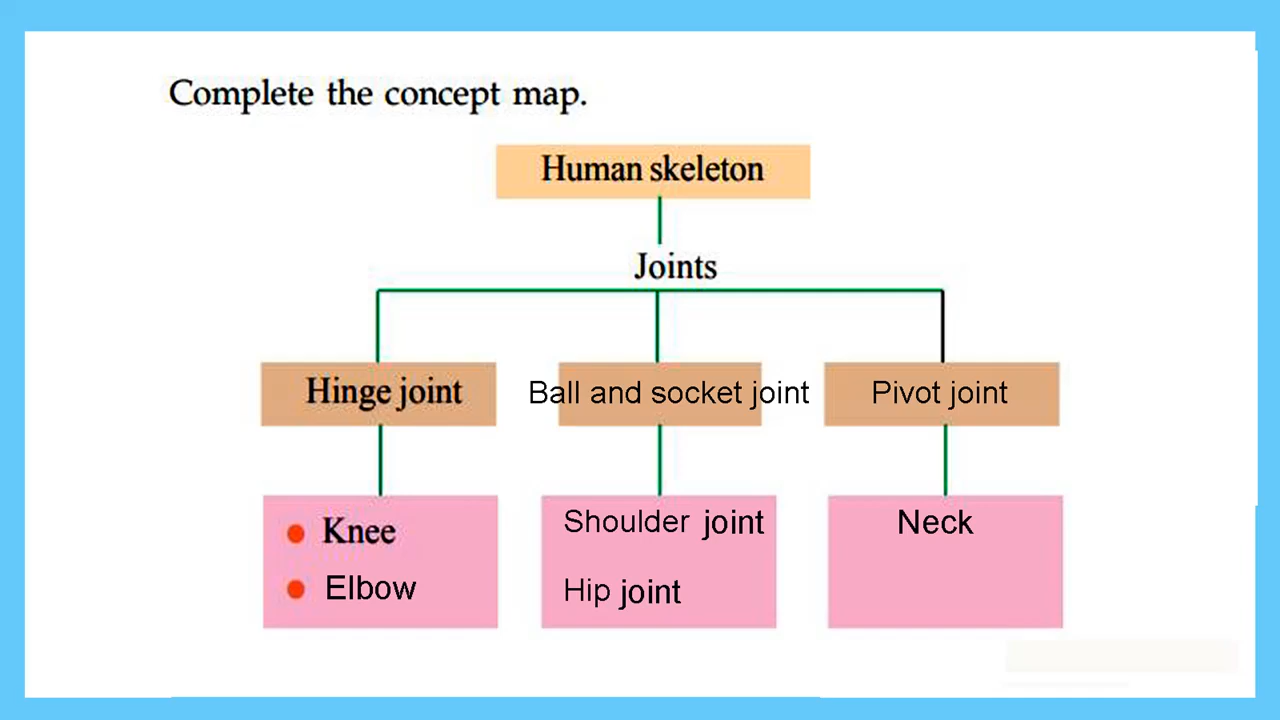 Complete the concept map.
Human skeleton
Joints
Hinge joint
Ball and socket joint
Pivot joint
Knee
Elbow
Shoulder joint
Hip joint
Neck